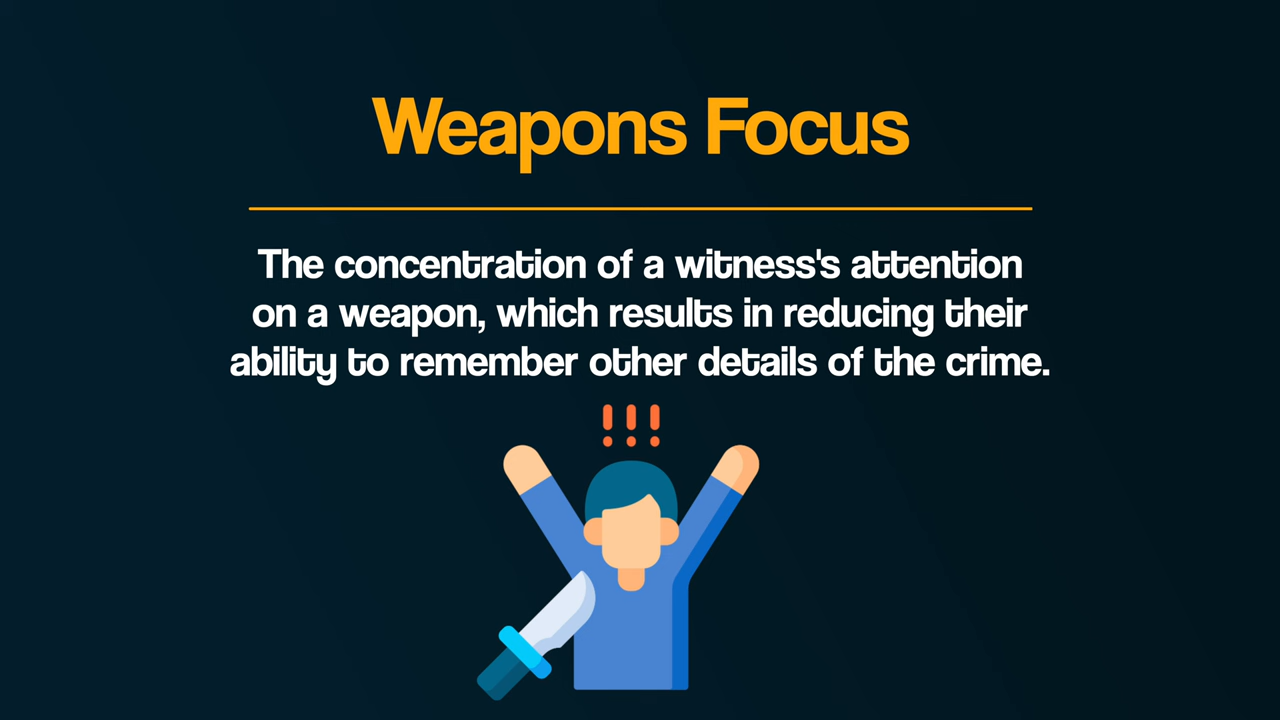 Weapons Focus
The concentration of a witness's attention
on a weapon, which results in reducing their
ability to remember other details of the crime.
!!!